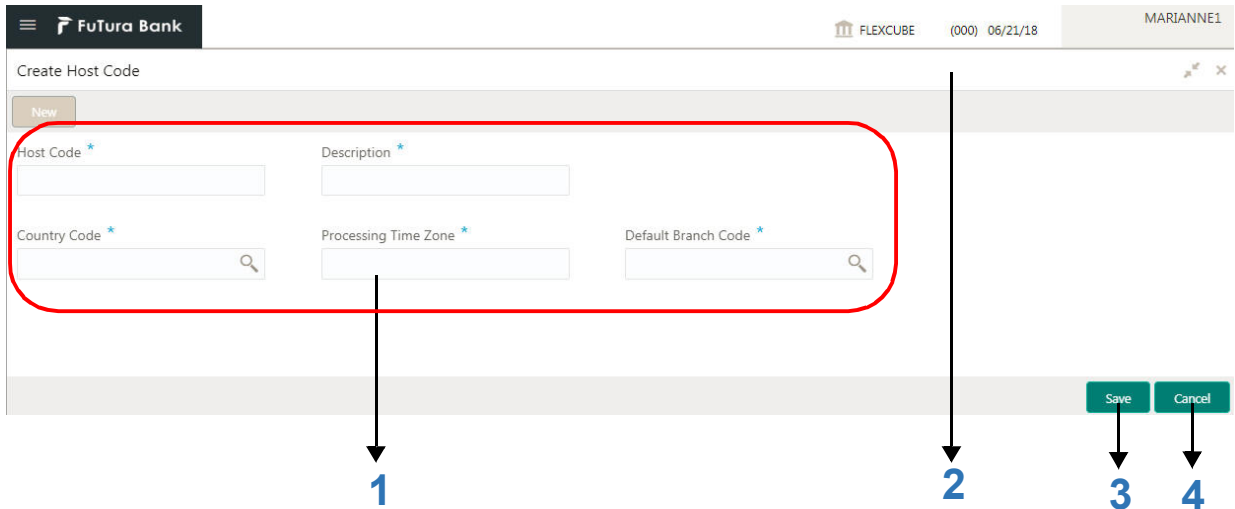 FuTura Bank
FLEXCUBE (000) 06/21/18
MARIANNE1
Create Host Code
New
Host Code * Description *
Country Code * Processing Time Zone * Default Branch Code *
Save Cancel
1 2 3 4